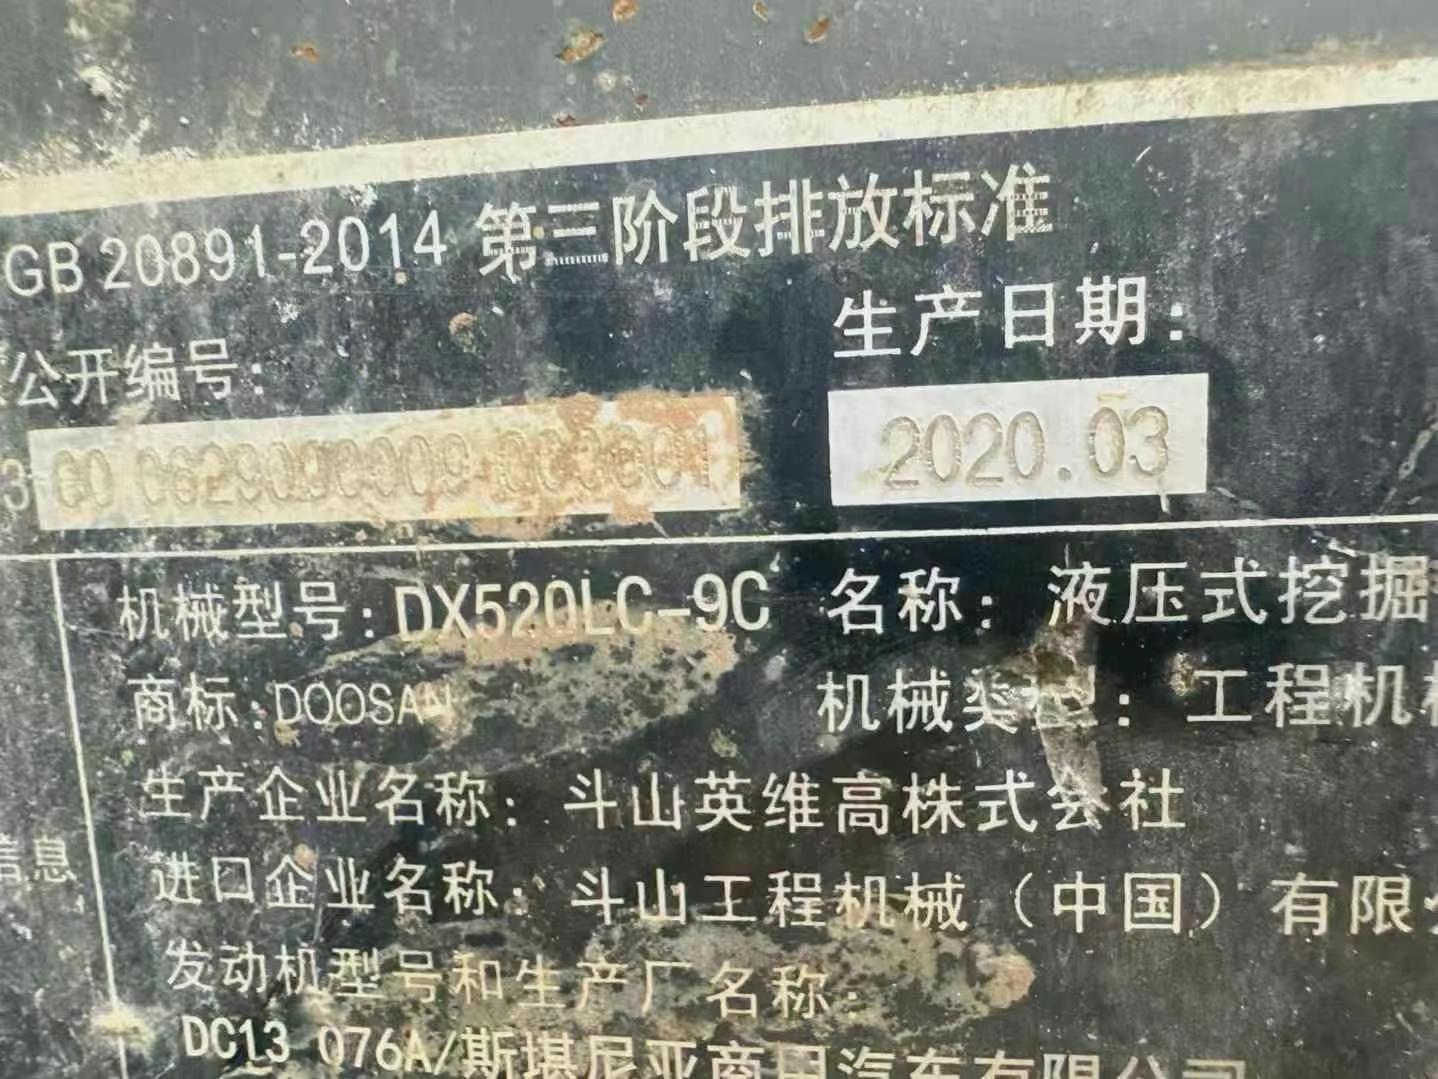 GB 20891-2014 第三阶段排放标准
公开编号:
生产日期:
2020.03
机械型号:DX520LC-9C 名称:液压式挖掘
商标:DOOSAN 机械类型:工程机械
生产企业名称:斗山英维高株式会社
进口企业名称:斗山工程机械(中国)有限
信息
发动机型号和生产厂名称:
DC13 076A/斯堪尼亚商用汽车有限公司